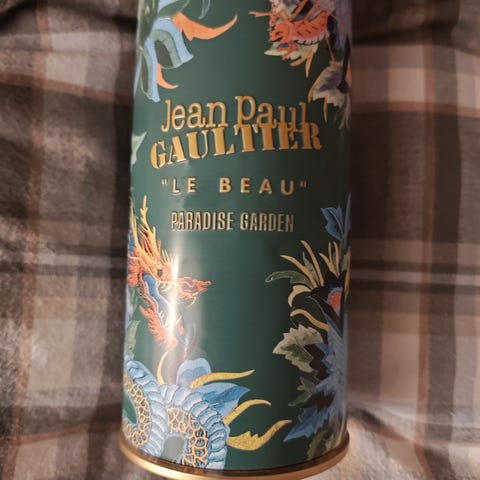 Jean Paul
GAULTIER
"LE BEAU"
PARADISE GARDEN